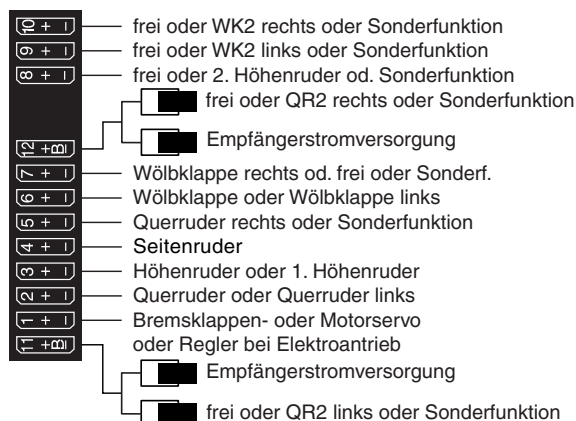 10 + – frei oder WK2 rechts oder Sonderfunktion
9 + – frei oder WK2 links oder Sonderfunktion
8 + – frei oder 2. Höhenruder od. Sonderfunktion
frei oder QR2 rechts oder Sonderfunktion
Empfängerstromversorgung
12 +B
7 + – Wölbklappe rechts od. frei oder Sonderf.
6 + – Wölbklappe oder Wölbklappe links
5 + – Querruder rechts oder Sonderfunktion
4 + – Seitenruder
3 + – Höhenruder oder 1. Höhenruder
2 + – Querruder oder Querruder links
1 + – Bremsklappen- oder Motorservo
11 +B oder Regler bei Elektroantrieb
Empfängerstromversorgung
frei oder QR2 links oder Sonderfunktion